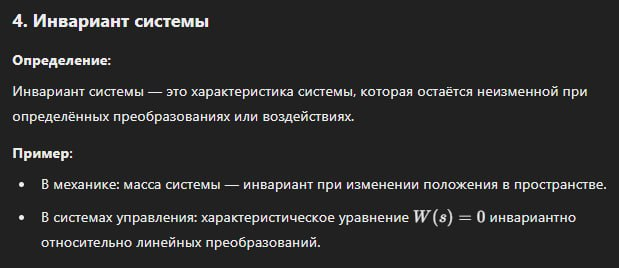 4. Инвариант системы
Определение:
Инвариант системы — это характеристика системы, которая остаётся неизменной при
определённых преобразованиях или воздействиях.
Пример:
• В механике: масса системы — инвариант при изменении положения в пространстве.
• В системах управления: характеристическое уравнение W(s) = 0 инвариантно
относительно линейных преобразований.